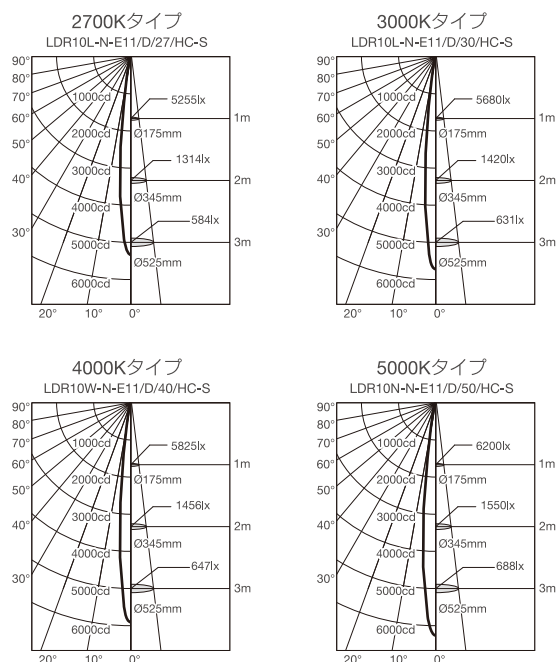 2700Kタイプ
LDR10L-N-E11/D/27/HC-S
90°
80°
70°
60°
50°
40°
30°
20°
10°
0°
1000cd
2000cd
3000cd
4000cd
5000cd
6000cd
5255lx
Ø175mm
1314lx
Ø345mm
584lx
Ø525mm
1m
2m
3m
3000Kタイプ
LDR10L-N-E11/D/30/HC-S
90°
80°
70°
60°
50°
40°
30°
20°
10°
0°
1000cd
2000cd
3000cd
4000cd
5000cd
6000cd
5680lx
Ø175mm
1420lx
Ø345mm
631lx
Ø525mm
1m
2m
3m
4000Kタイプ
LDR10W-N-E11/D/40/HC-S
90°
80°
70°
60°
50°
40°
30°
20°
10°
0°
1000cd
2000cd
3000cd
4000cd
5000cd
6000cd
5825lx
Ø175mm
1456lx
Ø345mm
647lx
Ø525mm
1m
2m
3m
5000Kタイプ
LDR10N-N-E11/D/50/HC-S
90°
80°
70°
60°
50°
40°
30°
20°
10°
0°
1000cd
2000cd
3000cd
4000cd
5000cd
6000cd
6200lx
Ø175mm
1550lx
Ø345mm
688lx
Ø525mm
1m
2m
3m